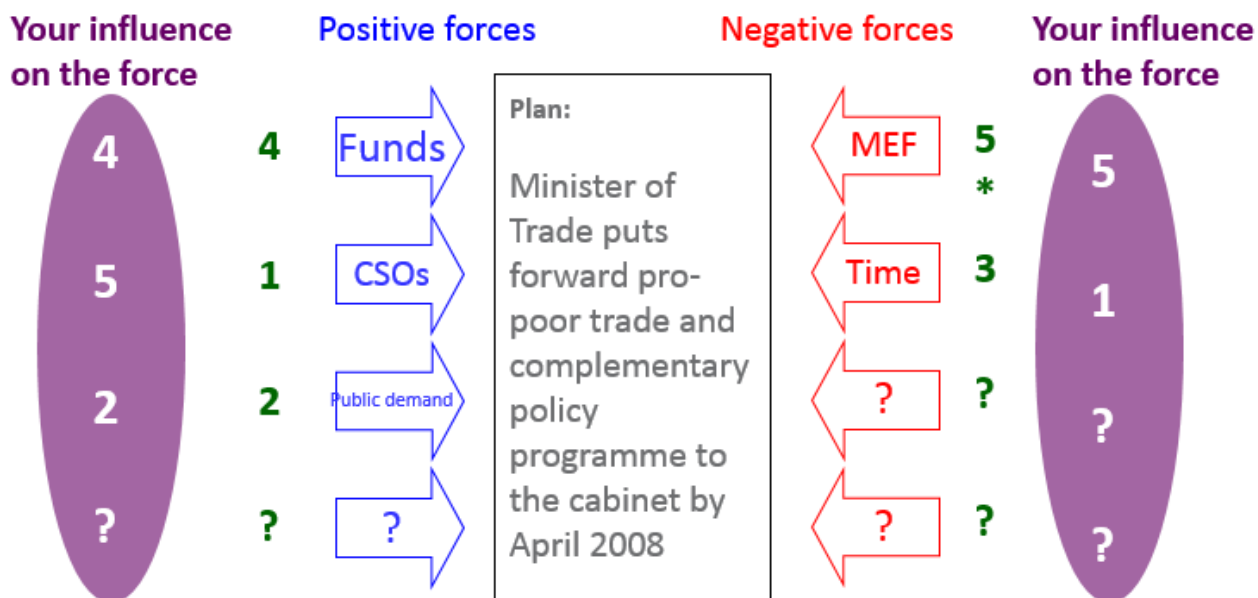 Your influence
on the force
Positive forces
Negative forces
Your influence
on the force
4
4
Funds
Plan:
MEF
5
*
5
5
1
CSOs
Minister of
Trade puts
forward pro-
poor trade and
complementary
policy
programme to
the cabinet by
April 2008
Time
3
1
2
2
Public demand
?
?
?
?
?
?
?
?
?